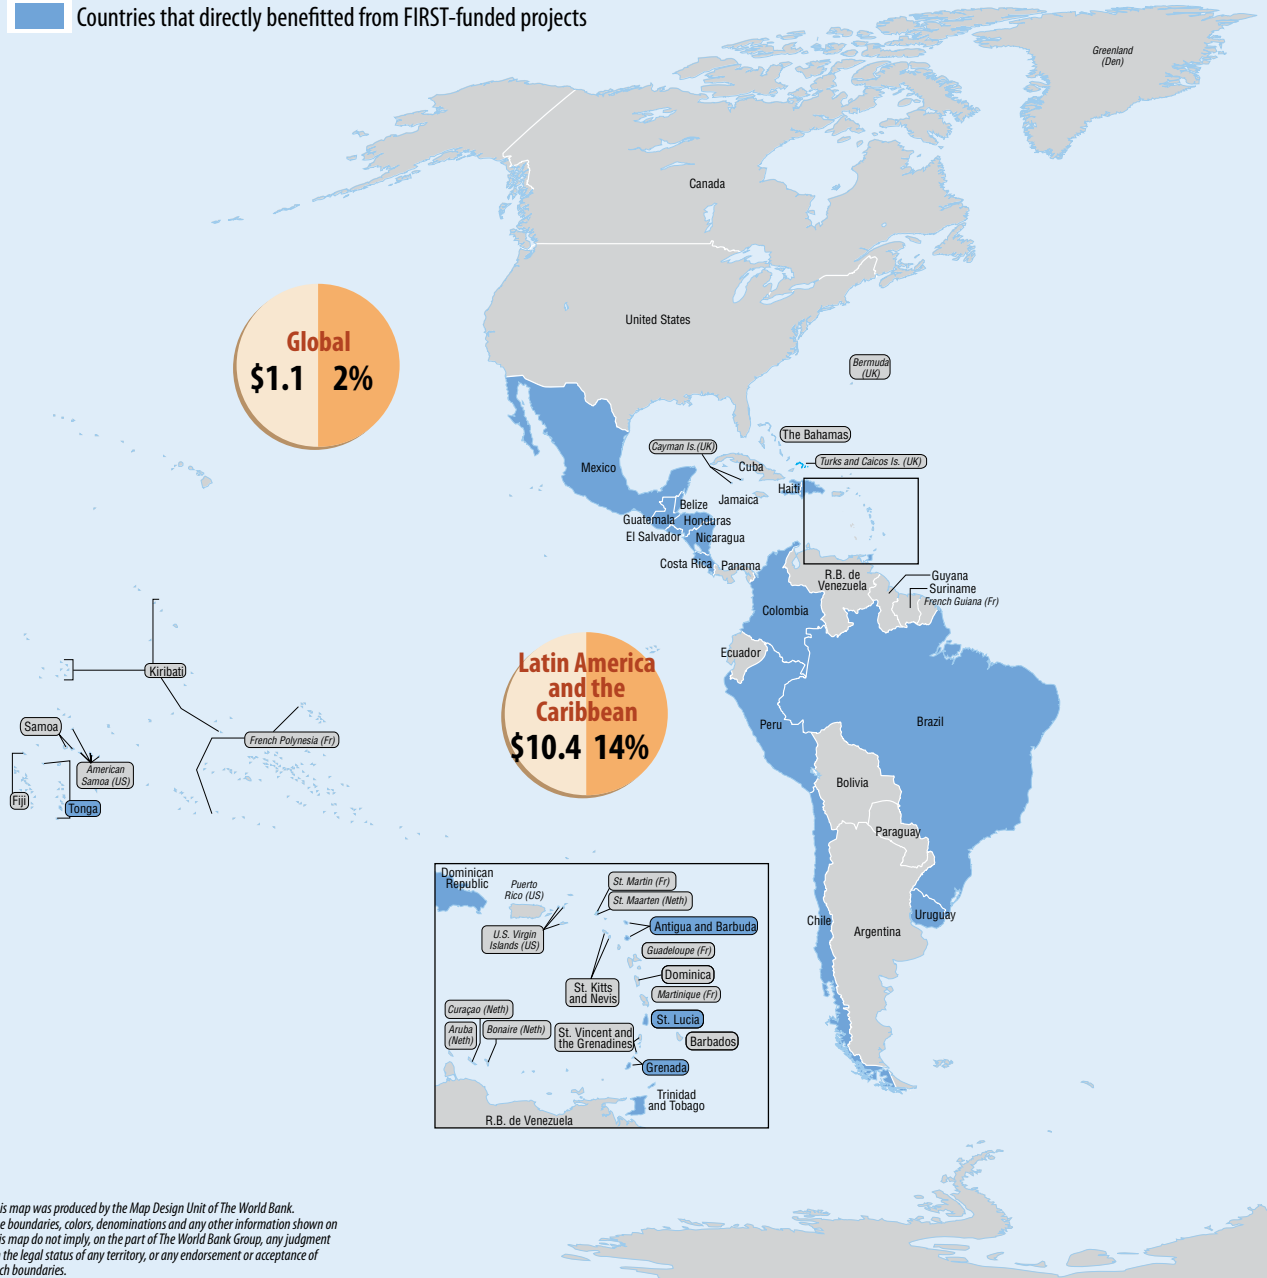 Countries that directly benefitted from FIRST-funded projects
Greenland
(Den)
Canada
United States
Global
$1.1 2%
Bermuda
(UK)
The Bahamas
Cayman Is.(UK)
Turks and Caicos Is. (UK)
Cuba
Mexico
Haiti
Jamaica
Belize
Guatemala
Honduras
El Salvador
Nicaragua
Costa Rica
Panama
R.B. de
Venezuela
Guyana
Suriname
French Guiana (Fr)
Colombia
Ecuador
Latin America
and the
Caribbean
$10.4 14%
Kiribati
Samoa
French Polynesia (Fr)
American
Samoa (US)
Fiji
Tonga
Peru
Brazil
Bolivia
Paraguay
Chile
Uruguay
Argentina
Dominican
Republic
Puerto
Rico (US)
St. Martin (Fr)
St. Maarten (Neth)
U.S. Virgin
Islands (US)
Antigua and Barbuda
Guadeloupe (Fr)
Dominica
St. Kitts
and Nevis
Martinique (Fr)
Curaçao (Neth)
St. Lucia
Aruba
(Neth)
Bonaire (Neth)
St. Vincent and
the Grenadines
Barbados
Grenada
Trinidad
and Tobago
R.B. de Venezuela
is map was produced by the Map Design Unit of The World Bank.
e boundaries, colors, denominations and any other information shown on
is map do not imply, on the part of The World Bank Group, any judgment
the legal status of any territory, or any endorsement or acceptance of
ch boundaries.